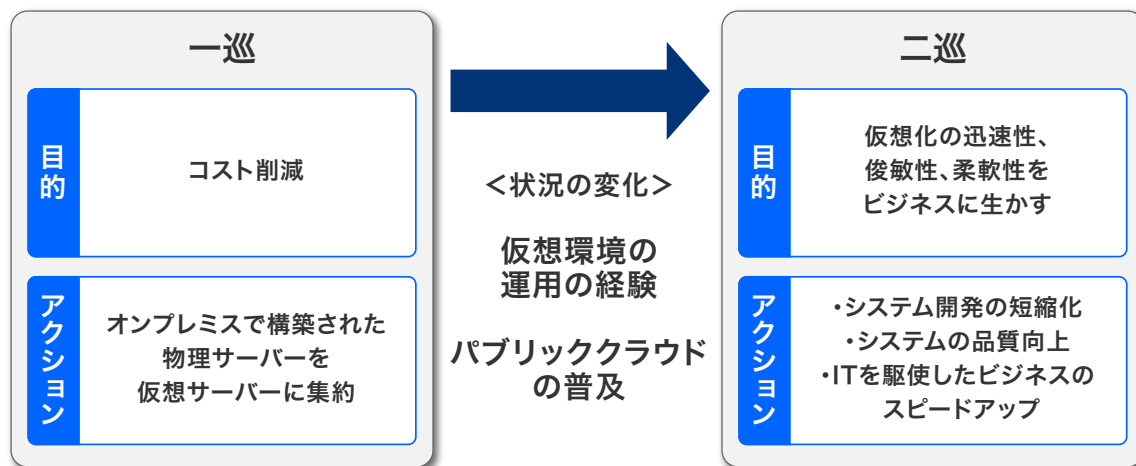 一巡
目的
コスト削減
アクション
オンプレミスで構築された
物理サーバーを
仮想サーバーに集約
＜状況の変化＞
仮想環境の
運用の経験
パブリッククラウド
の普及
二巡
目的
仮想化の迅速性、
俊敏性、柔軟性を
ビジネスに生かす
アクション
・システム開発の短縮化
・システムの品質向上
・ITを駆使したビジネスの
スピードアップ